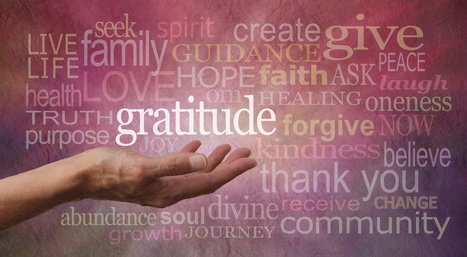 seek spirit create give
LIVE family GUIDANCE PEACE
LIFE HOPE faith ASK laugh
health LOVE om HEALING oneness
TRUTH gratitude forgive NOW
purpose JOY kindness believe
thank you
abundance soul divine receive CHANGE
growth JOURNEY community